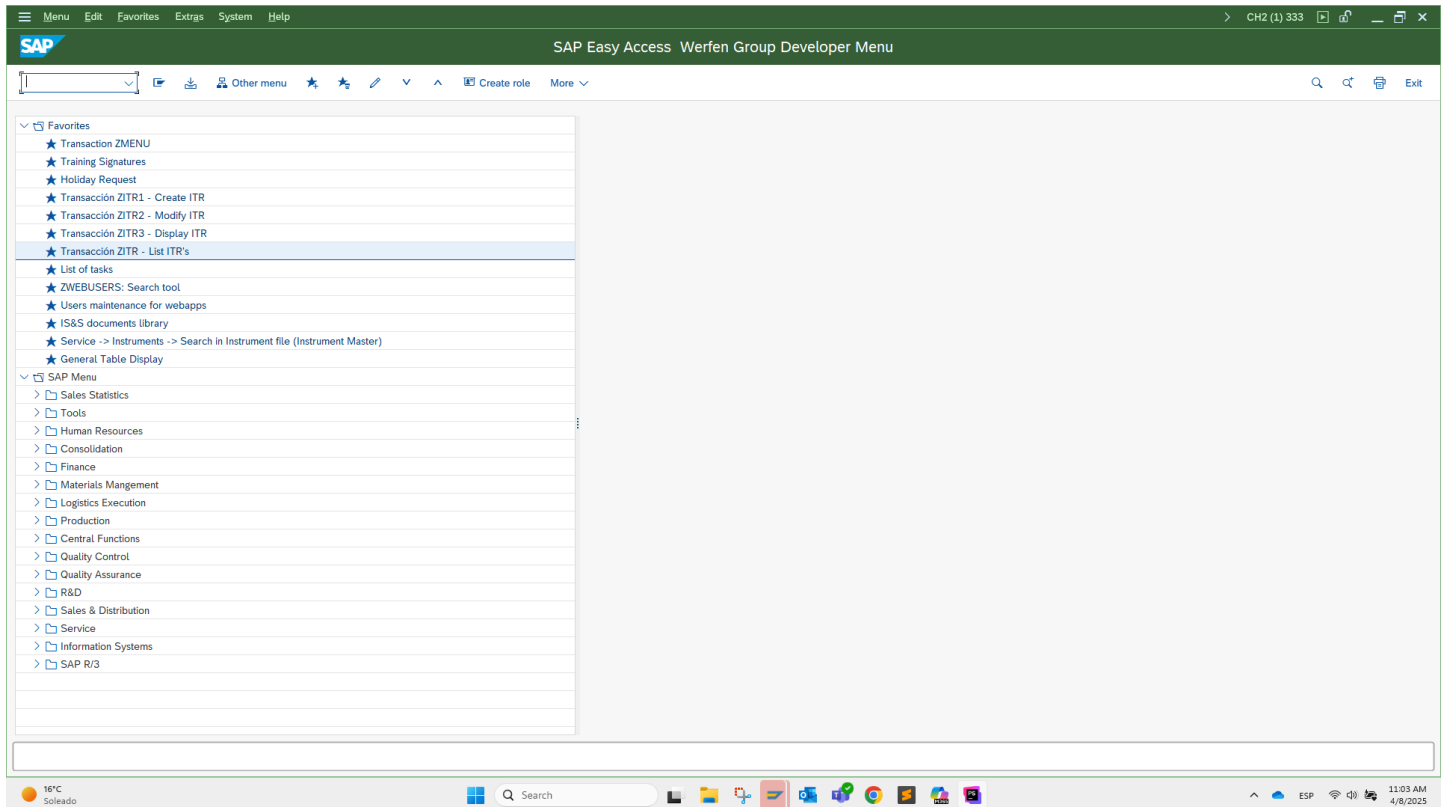 Menu Edit Favorites Extras System Help CH2 (1) 333
SAP SAP Easy Access Werfen Group Developer Menu
Other menu Create role More Exit
Favorites
Transaction ZMENU
Training Signatures
Holiday Request
Transacción ZITR1 - Create ITR
Transacción ZITR2 - Modify ITR
Transacción ZITR3 - Display ITR
Transacción ZITR - List ITR's
List of tasks
ZWEBUSERS: Search tool
Users maintenance for webapps
IS&S documents library
Service -> Instruments -> Search in Instrument file (Instrument Master)
General Table Display
SAP Menu
Sales Statistics
Tools
Human Resources
Consolidation
Finance
Materials Mangement
Logistics Execution
Production
Central Functions
Quality Control
Quality Assurance
R&D
Sales & Distribution
Service
Information Systems
SAP R/3
16°C
Soleado
Search
ESP
11:03 AM
4/8/2025